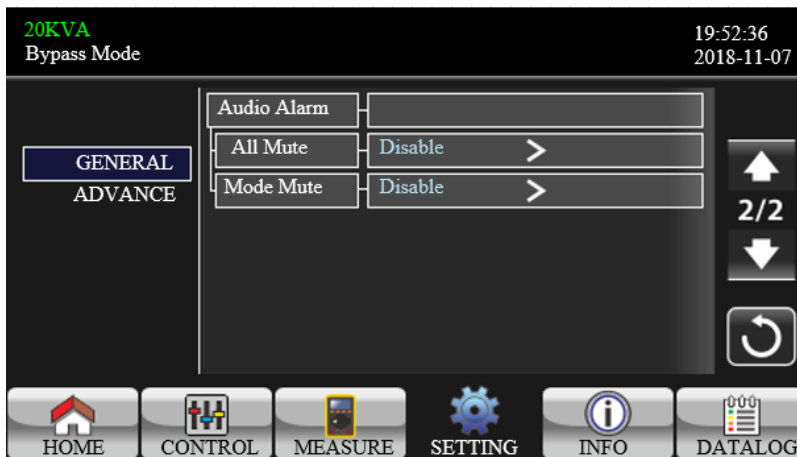 20KVA
Bypass Mode
19:52:36
2018-11-07
GENERAL
ADVANCE
Audio Alarm
All Mute Disable
Mode Mute Disable
2/2
HOME CONTROL MEASURE SETTING INFO DATALOG